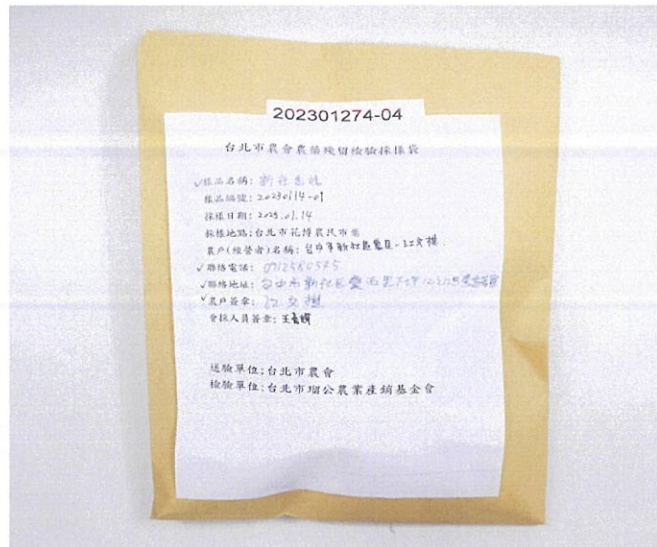 202301274-04
台北市農會農藥殘留檢驗採樣袋
✓樣品名稱: 新社
樣品編號: 20230114-01
採樣日期: 2023.01.14
採樣地點: 台北市花博農民市集
農戶(經營者)名稱: 台中市新社區農會-江文
✓聯絡電話:
✓聯絡地址: 台中市新社區
✓農戶簽章: 江文
會採人員簽章: 王
送驗單位: 台北市農會
檢驗單位: 台北市瑠公農業產銷基金會